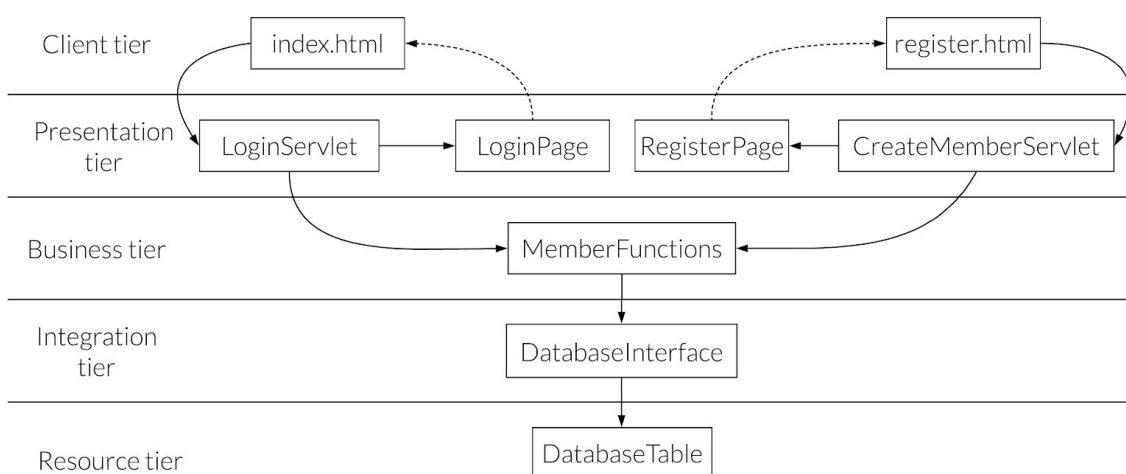 Client tier
index.html
register.html
Presentation
tier
LoginServlet
LoginPage
RegisterPage
CreateMemberServlet
Business tier
MemberFunctions
Integration
tier
DatabaseInterface
Resource tier
DatabaseTable